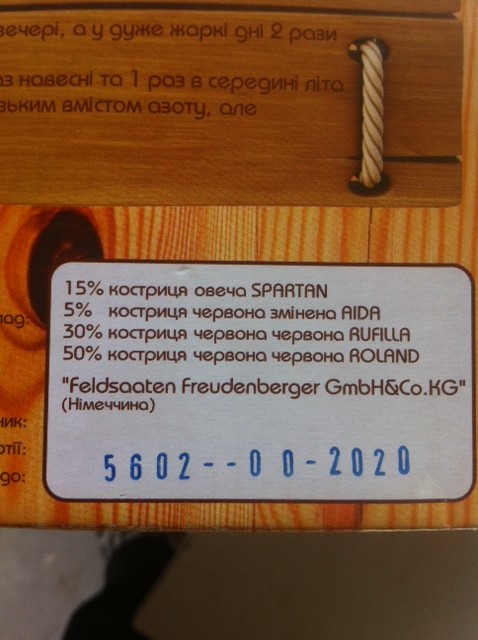 вечері, а у дуже жаркі дні 2 рази
навесні та 1 раз в середині літа
вмістом азоту, але
15% костриця овеча SPARTAN
5% костриця червона змінена AIDA
30% костриця червона червона RUFILLA
50% костриця червона червона ROLAND
"Feldsaaten Freudenberger GmbH&Co.KG"
(Німеччина)
5602--00-2020
до: